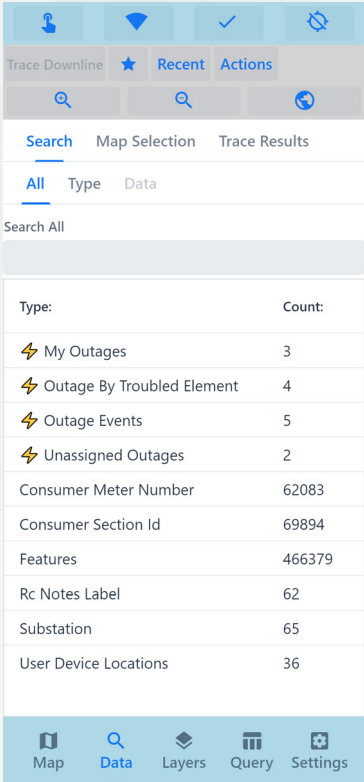 Trace Downline Recent Actions
Search Map Selection Trace Results
All Type Data
Search All
Type: Count:
My Outages 3
Outage By Troubled Element 4
Outage Events 5
Unassigned Outages 2
Consumer Meter Number 62083
Consumer Section Id 69894
Features 466379
Rc Notes Label 62
Substation 65
User Device Locations 36
Map Data Layers Query Settings